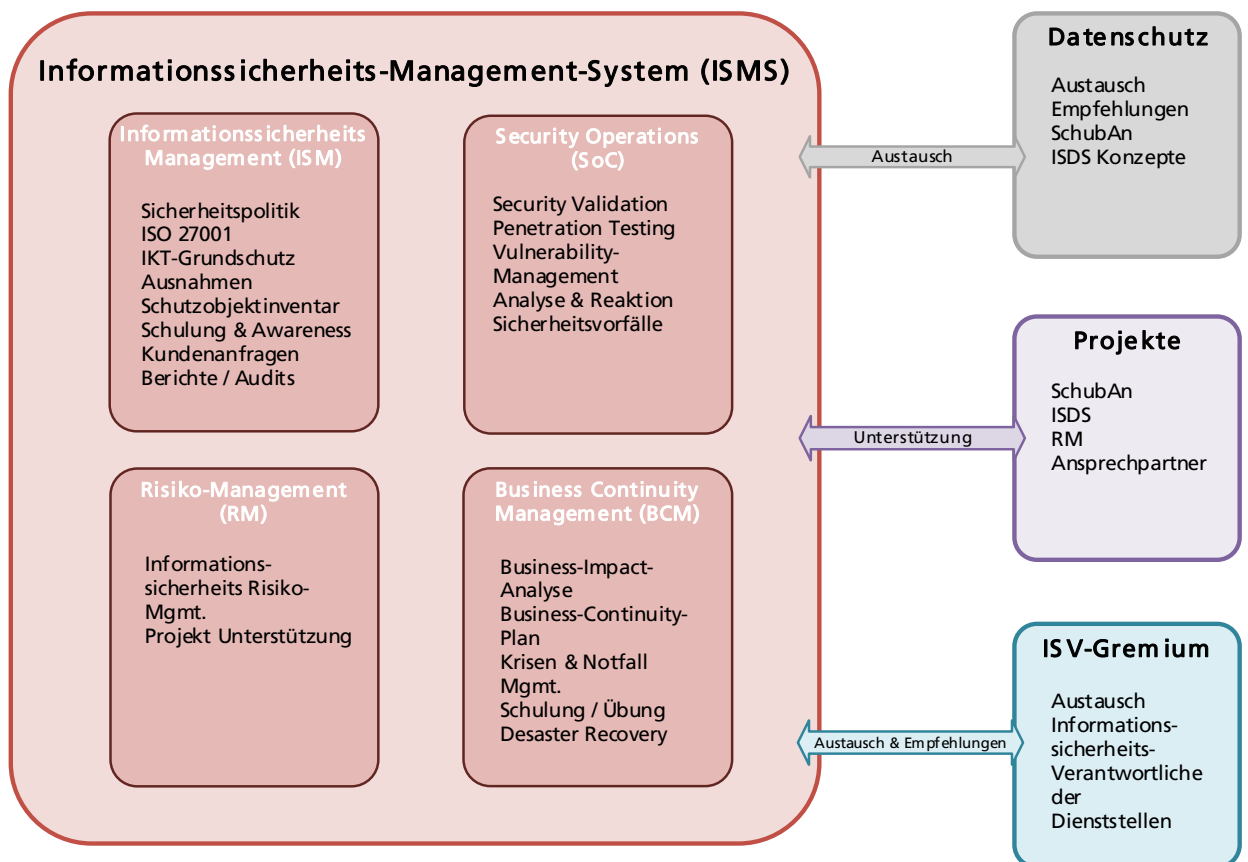 Informationssicherheits-Management-System (ISMS)
Informationssicherheits
Management (ISM)
Sicherheitspolitik
ISO 27001
IKT-Grundschutz
Ausnahmen
Schutzobjektinventar
Schulung & Awareness
Kundenanfragen
Berichte / Audits
Security Operations
(SoC)
Security Validation
Penetration Testing
Vulnerability-
Management
Analyse & Reaktion
Sicherheitsvorfälle
Risiko-Management
(RM)
Informations-
sicherheits Risiko-
Mgmt.
Projekt Unterstützung
Business Continuity
Management (BCM)
Business-Impact-
Analyse
Business-Continuity-
Plan
Krisen & Notfall
Mgmt.
Schulung / Übung
Desaster Recovery
Austausch
Datenschutz
Austausch
Empfehlungen
SchubAn
ISDS Konzepte
Unterstützung
Projekte
SchubAn
ISDS
RM
Ansprechpartner
Austausch & Empfehlungen
ISV-Gremium
Austausch
Informations-
sicherheits-
Verantwortliche
der
Dienststellen